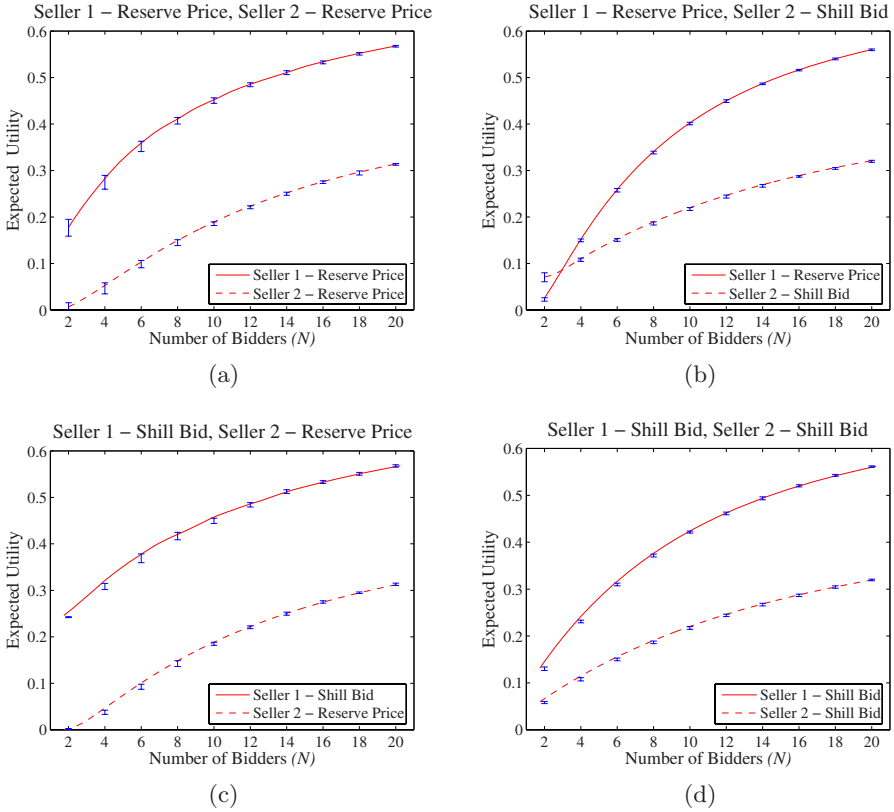 Seller 1 – Reserve Price, Seller 2 – Reserve Price
0.6
0.5
0.4
0.3
0.2
0.1
0
Expected Utility
Seller 1 – Reserve Price
Seller 2 – Reserve Price
2 4 6 8 10 12 14 16 18 20
Number of Bidders (N)
(a)
Seller 1 – Reserve Price, Seller 2 – Shill Bid
0.6
0.5
0.4
0.3
0.2
0.1
0
Expected Utility
Seller 1 – Reserve Price
Seller 2 – Shill Bid
2 4 6 8 10 12 14 16 18 20
Number of Bidders (N)
(b)
Seller 1 – Shill Bid, Seller 2 – Reserve Price
0.6
0.5
0.4
0.3
0.2
0.1
0
Expected Utility
Seller 1 – Shill Bid
Seller 2 – Reserve Price
2 4 6 8 10 12 14 16 18 20
Number of Bidders (N)
(c)
Seller 1 – Shill Bid, Seller 2 – Shill Bid
0.6
0.5
0.4
0.3
0.2
0.1
0
Expected Utility
Seller 1 – Shill Bid
Seller 2 – Shill Bid
2 4 6 8 10 12 14 16 18 20
Number of Bidders (N)
(d)